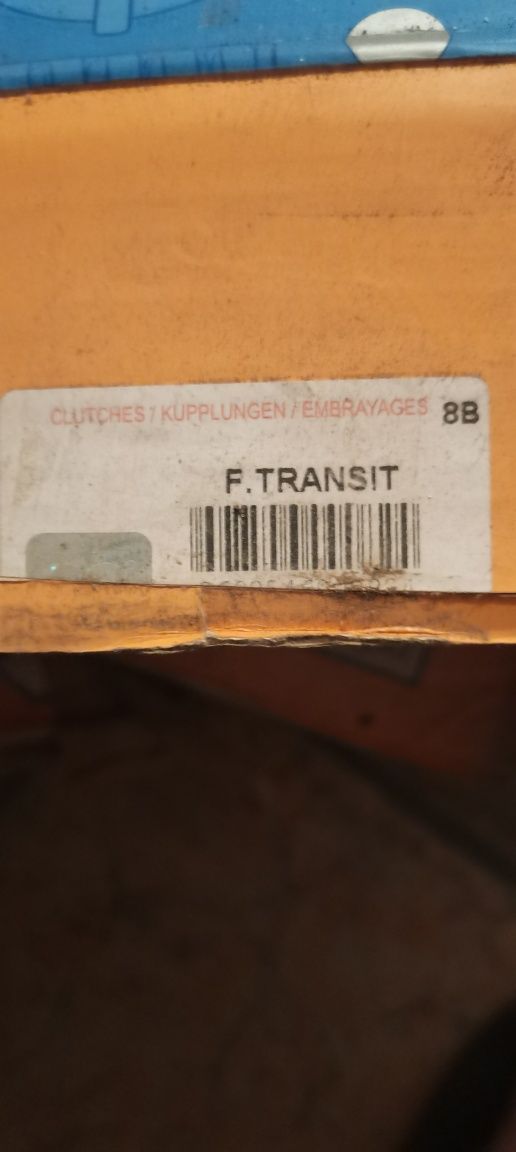 CLUTCHES / KUPPLUNGEN / EMBRAYAGES 8B
F.TRANSIT